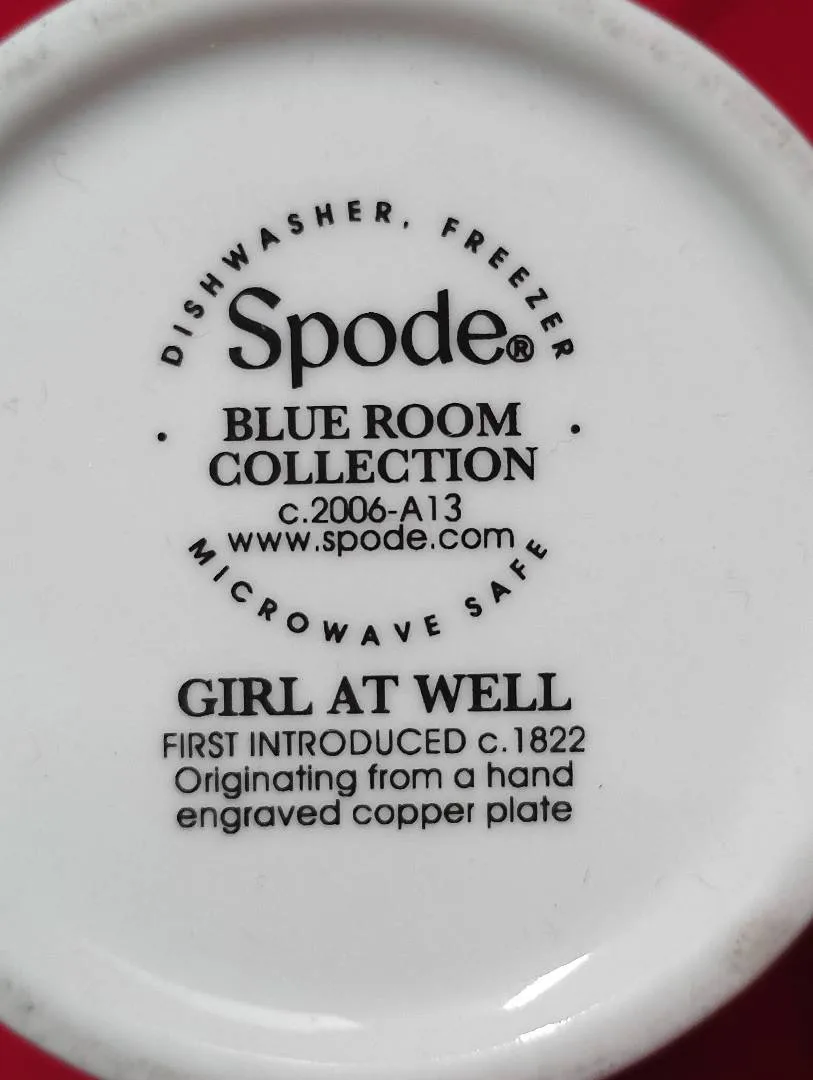 DISHWASHER, FREEZER
Spode®
· BLUE ROOM ·
COLLECTION
c.2006-A13
www.spode.com
MICROWAVE SAFE
GIRL AT WELL
FIRST INTRODUCED c.1822
Originating from a hand
engraved copper plate